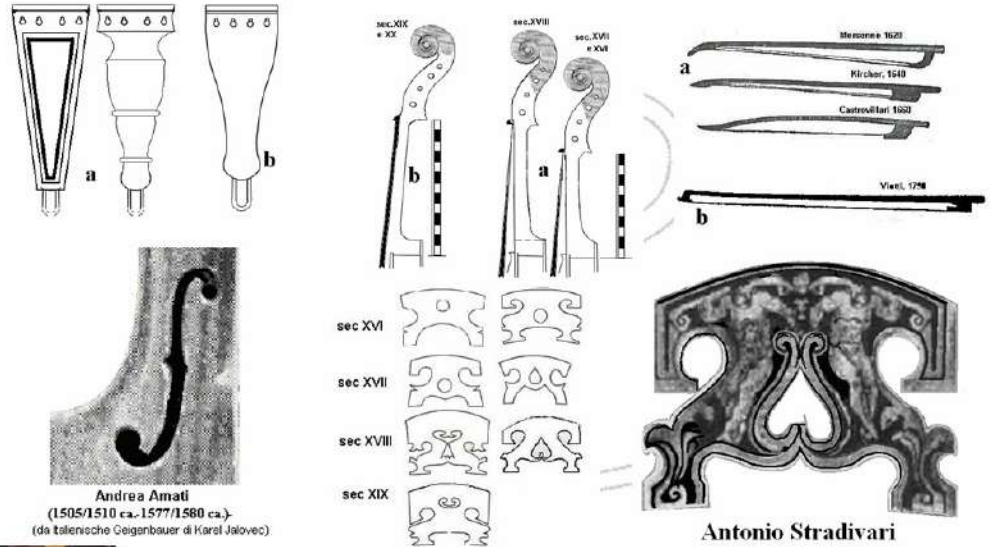 a
b
Andrea Amati
(1505/1510 ca.-1577/1580 ca.)-
(da Italienische Geigenbauer di Karel Jalovec)
sec.XIX
e XX
sec.XVIII
sec.XVII
e XVI
b
a
sec XVI
sec XVII
sec XVIII
sec XIX
Mersenne 1620
a
Kircher, 1640
Castrovillari 1660
b
Antonio Stradivari